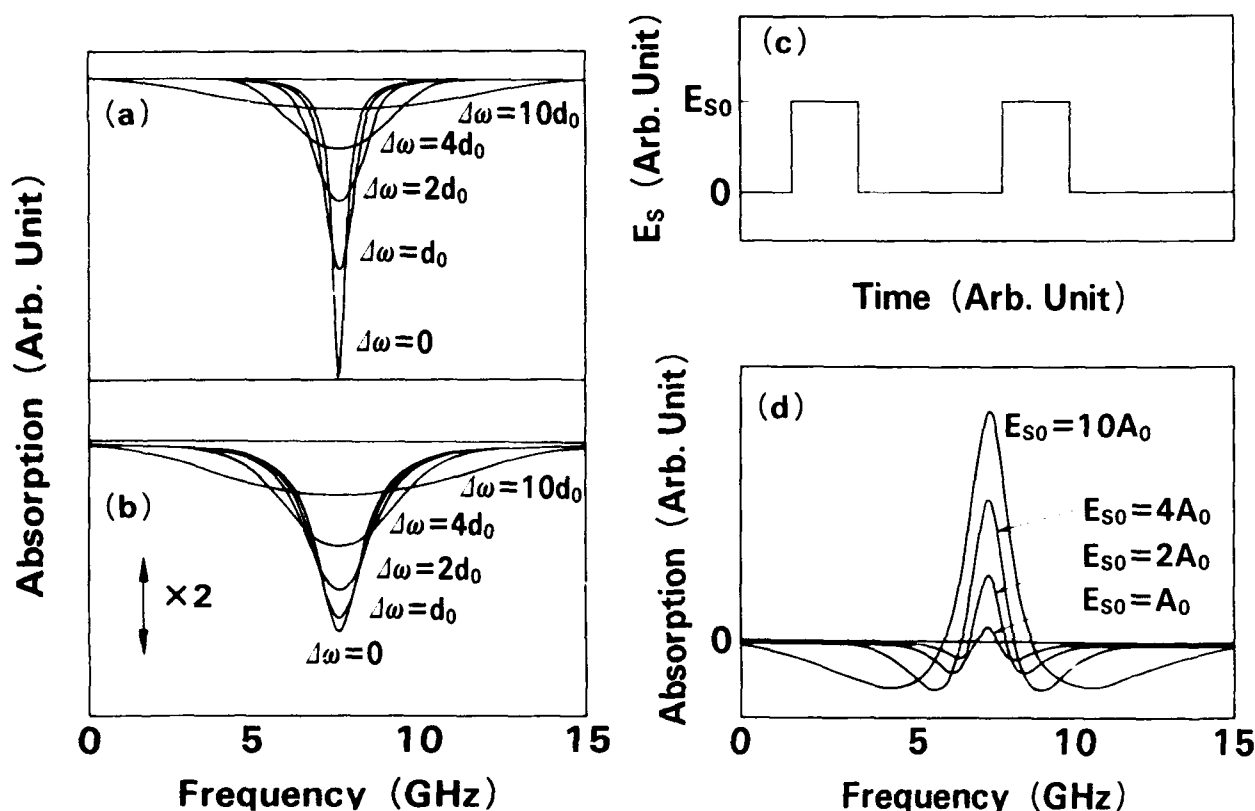 (a)
Δω=10d₀
Δω=4d₀
Δω=2d₀
Δω=d₀
Δω=0
(b)
Δω=10d₀
Δω=4d₀
Δω=2d₀
Δω=d₀
Δω=0
×2
Absorption (Arb. Unit)
0 5 10 15
Frequency (GHz)
(c)
E_S0
0
E_S (Arb. Unit)
Time (Arb. Unit)
(d)
E_S0=10A₀
E_S0=4A₀
E_S0=2A₀
E_S0=A₀
0
Absorption (Arb. Unit)
0 5 10 15
Frequency (GHz)